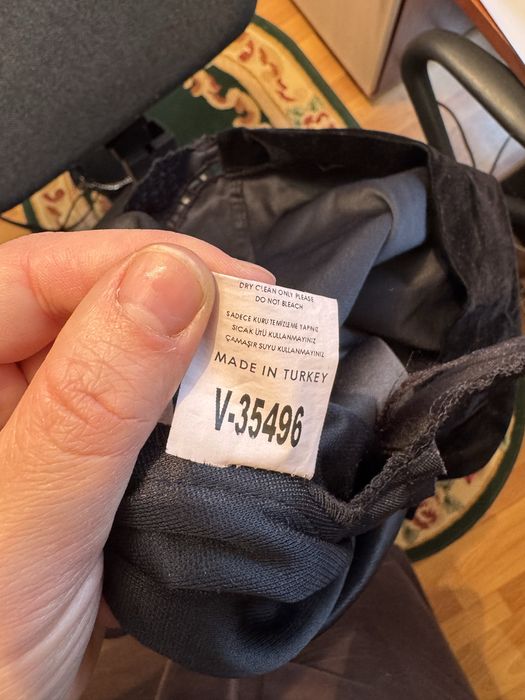 DRY CLEAN ONLY PLEASE
DO NOT BLEACH
SADECE KURU TEMİZLEME YAPINIZ
SICAK ÜTÜ KULLANMAYINIZ
ÇAMAŞIR SUYU KULLANMAYINIZ
MADE IN TURKEY
V-35496